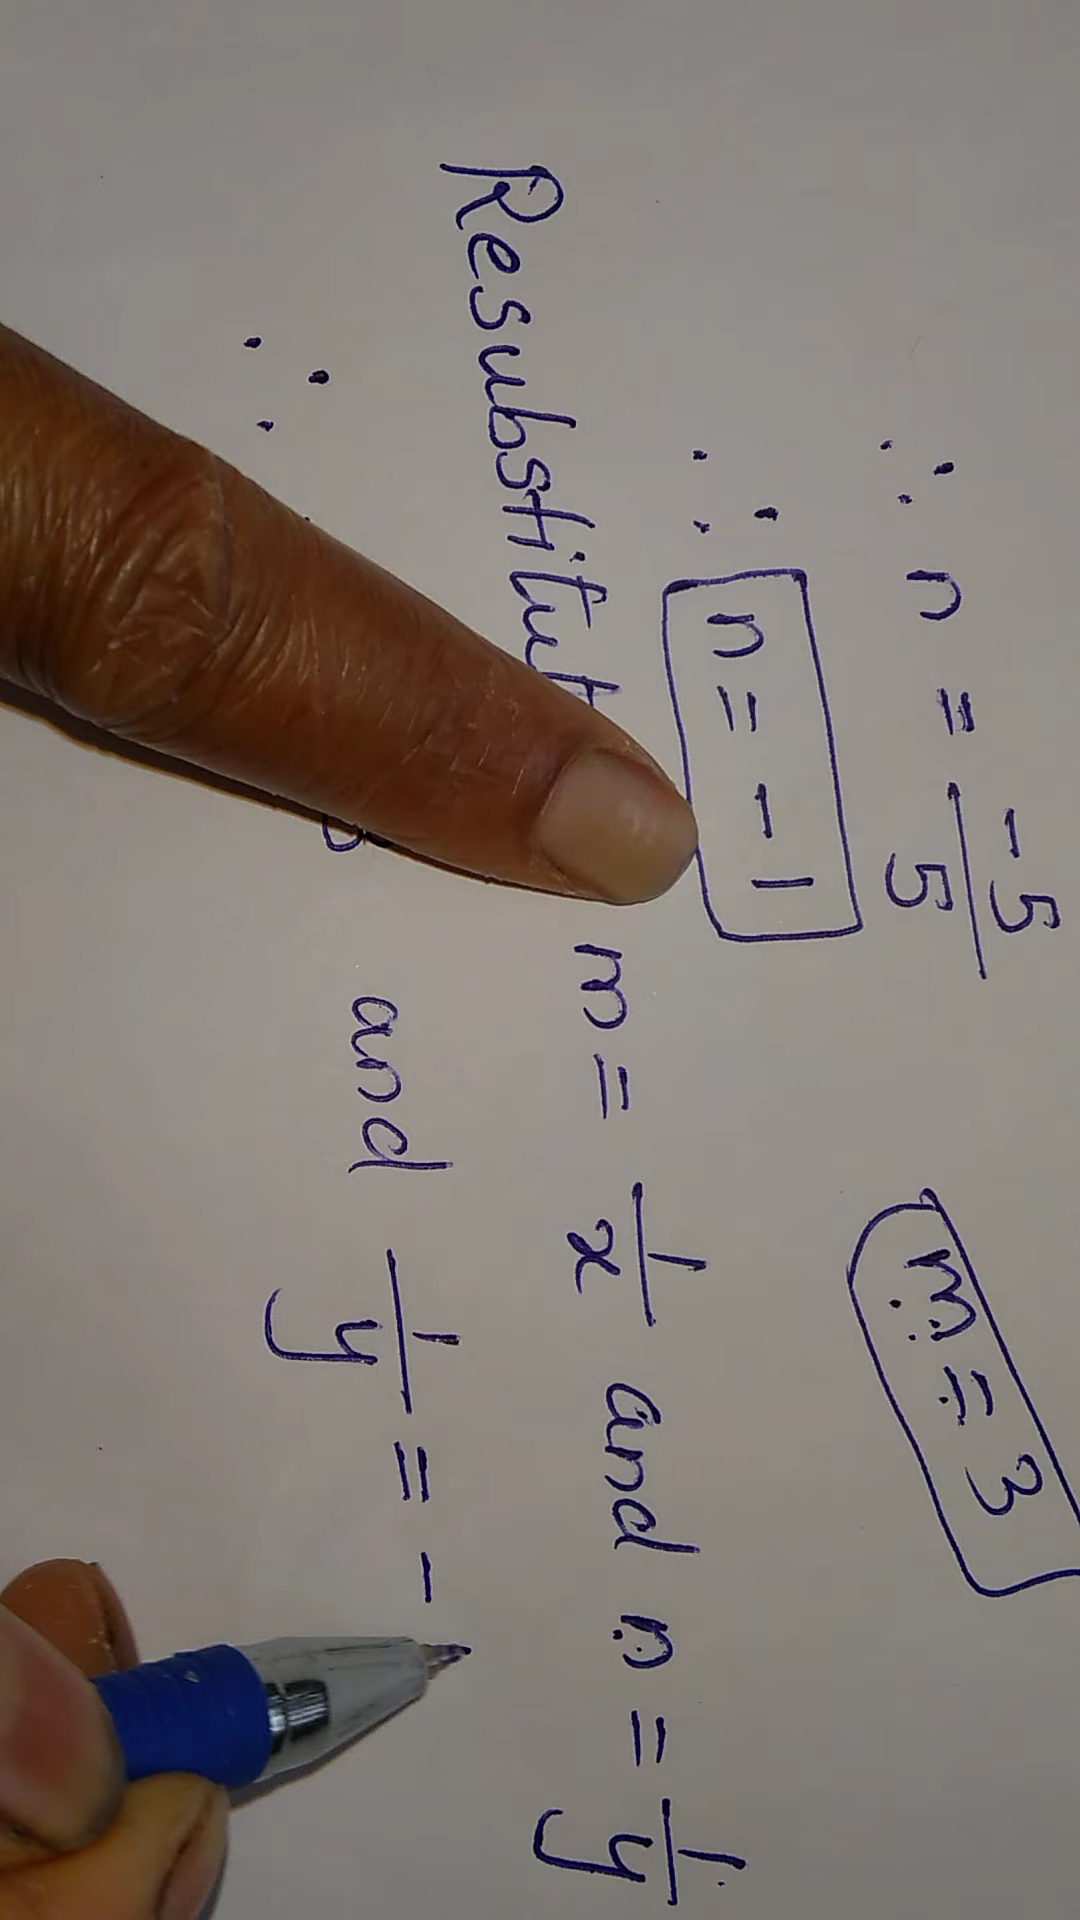 ∴ n = -5/5
m = 3
∴ n = -1
Resubstitut m = 1/x and n = 1/y
∴ and 1/y = -